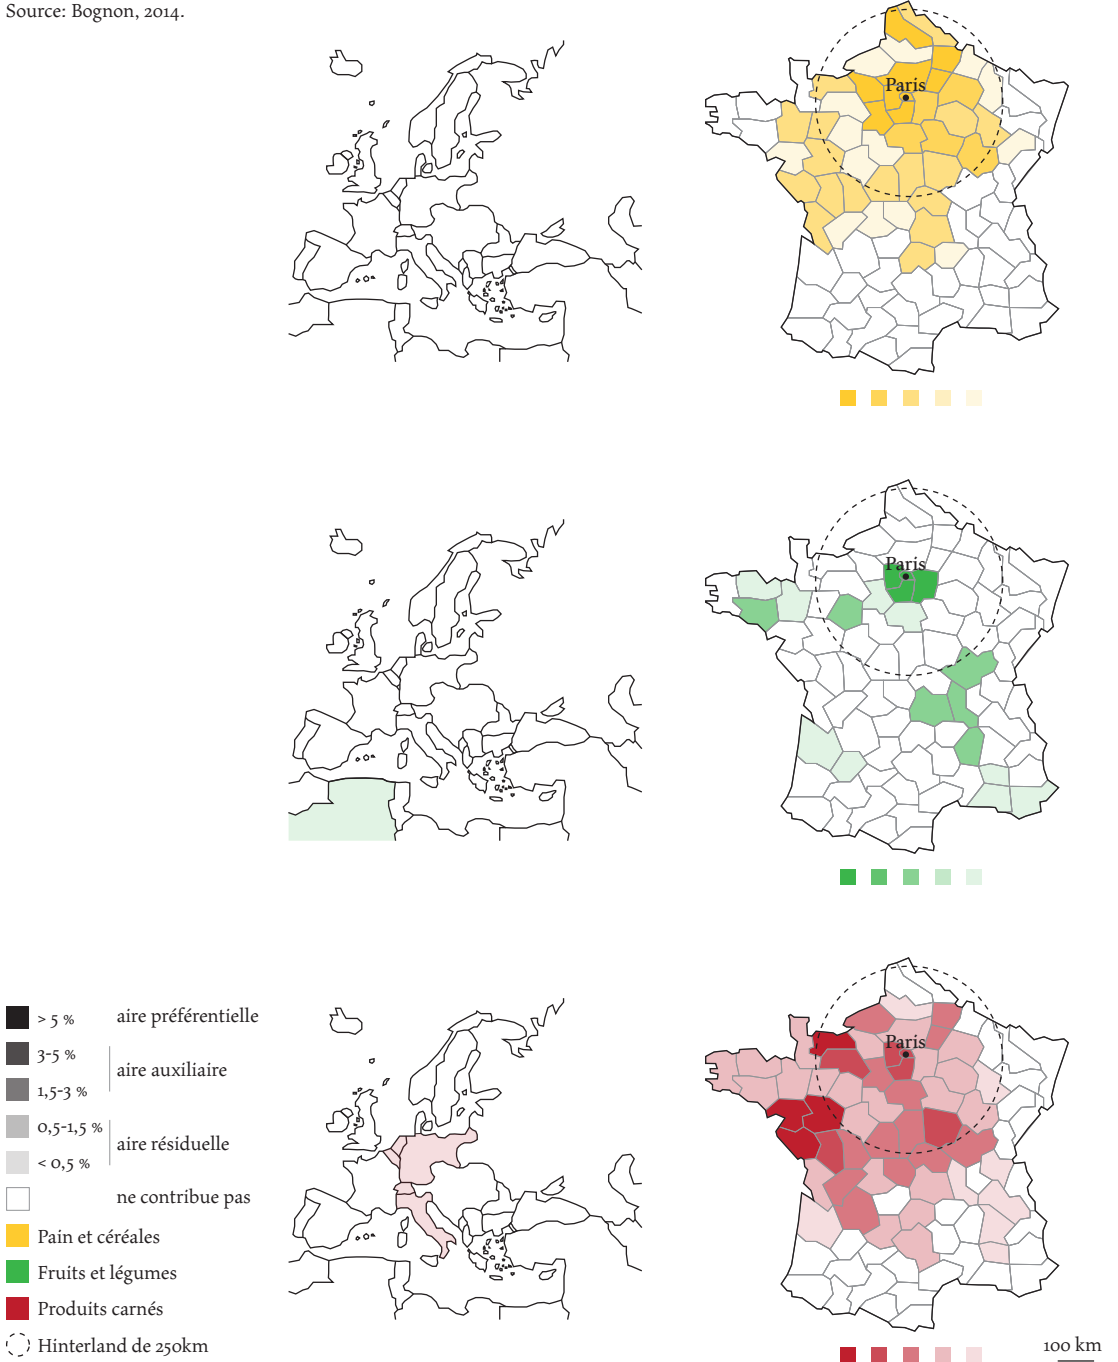 Source: Bognon, 2014.
Paris
Paris
Paris
> 5 %
aire préférentielle
3-5 %
aire auxiliaire
1,5-3 %
0,5-1,5 %
aire résiduelle
< 0,5 %
ne contribue pas
Pain et céréales
Fruits et légumes
Produits carnés
Hinterland de 250km
100 km